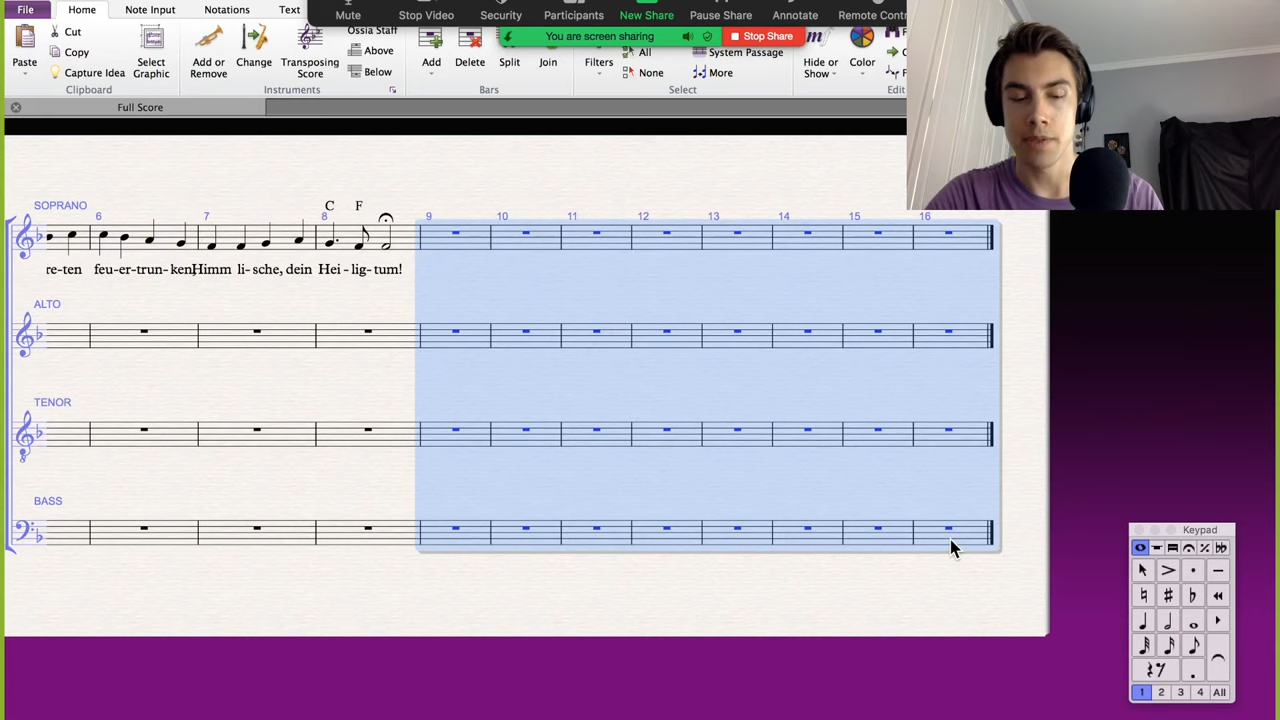 File Home Note Input Notations Text
Mute Stop Video Security Participants New Share Pause Share Annotate Remote
You are screen sharing Stop Share
Paste Cut Copy Capture Idea Select Graphic
Clipboard
Add or Remove Change Transposing Score
Ossia Staff Above Below
Instruments
Add Delete Split Join
Bars
Filters All None System Passage More
Select
Hide or Show Color
Edit
Full Score
SOPRANO
6 7 8 9 10 11 12 13 14 15 16
C F
re-ten feu-er-trun-ken, Himm li-sche, dein Hei-lig-tum!
ALTO
TENOR
8
BASS
Keypad
1 2 3 4 All